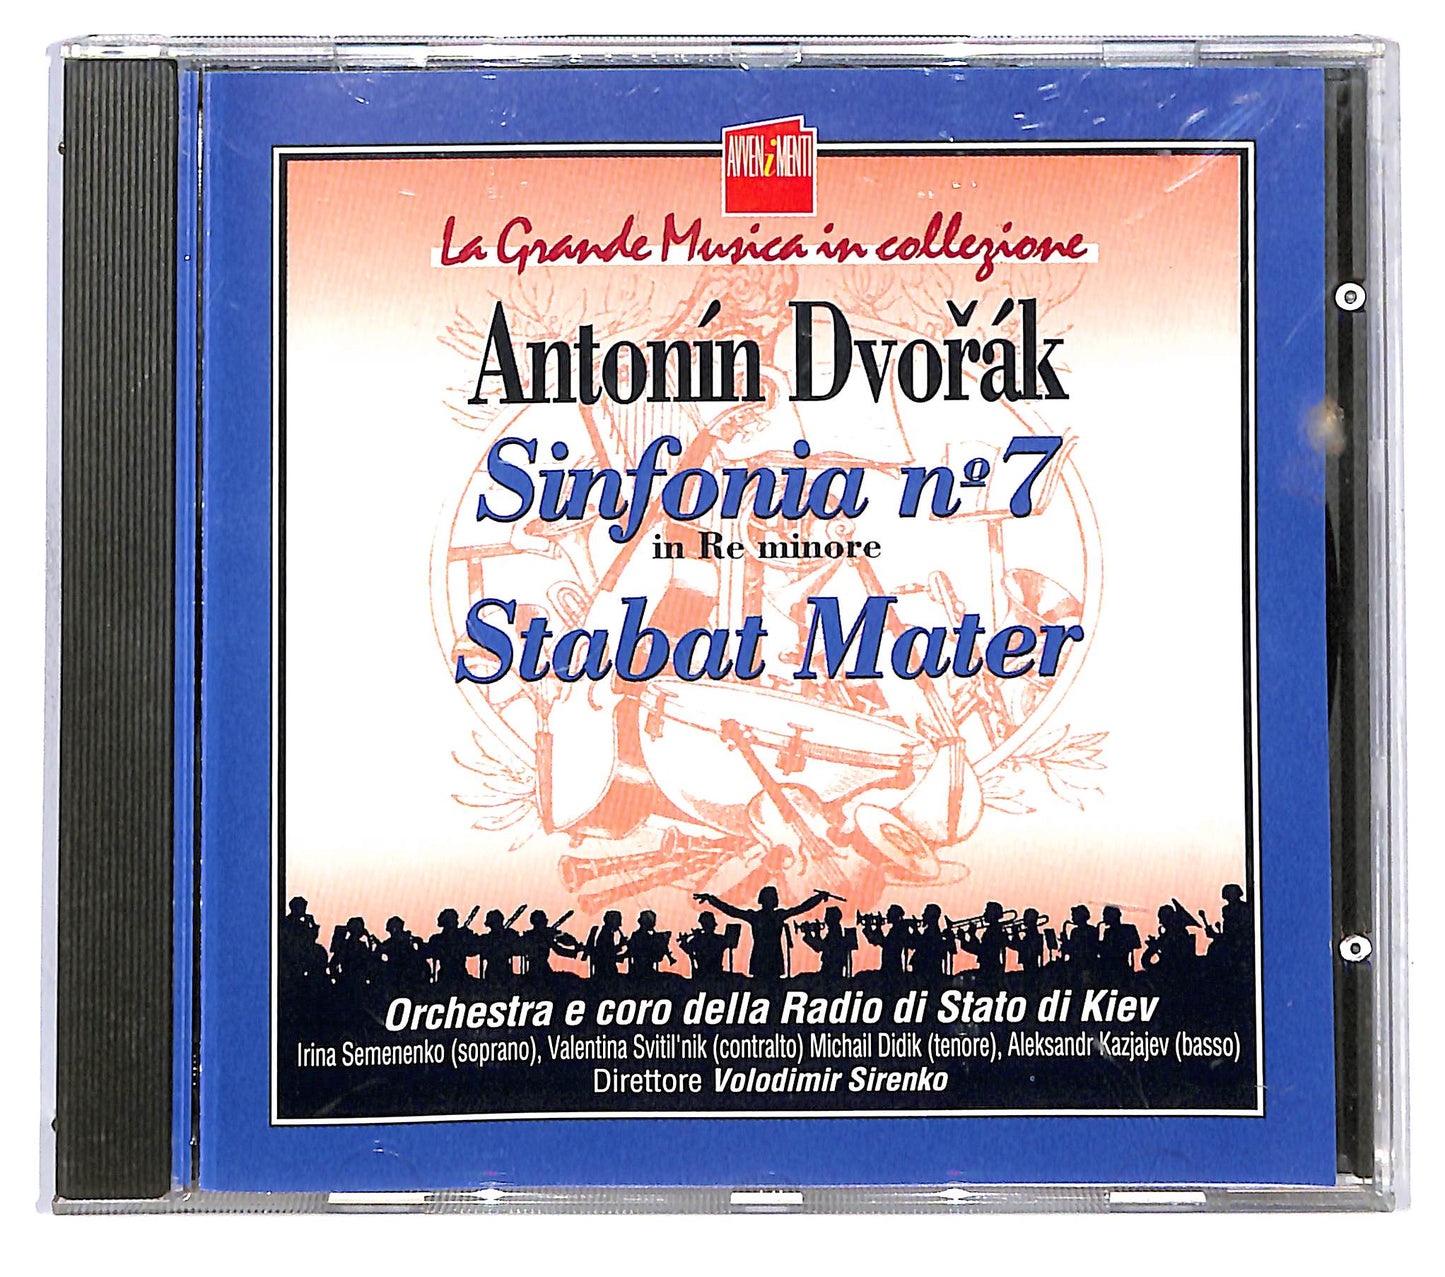 AVVENiMENTI
La Grande Musica in collezione
Antonín Dvořák
Sinfonia nº 7
in Re minore
Stabat Mater
Orchestra e coro della Radio di Stato di Kiev
Irina Semenenko (soprano), Valentina Svitil'nik (contralto) Michail Didik (tenore), Aleksandr Kazjajev (basso)
Direttore Volodimir Sirenko